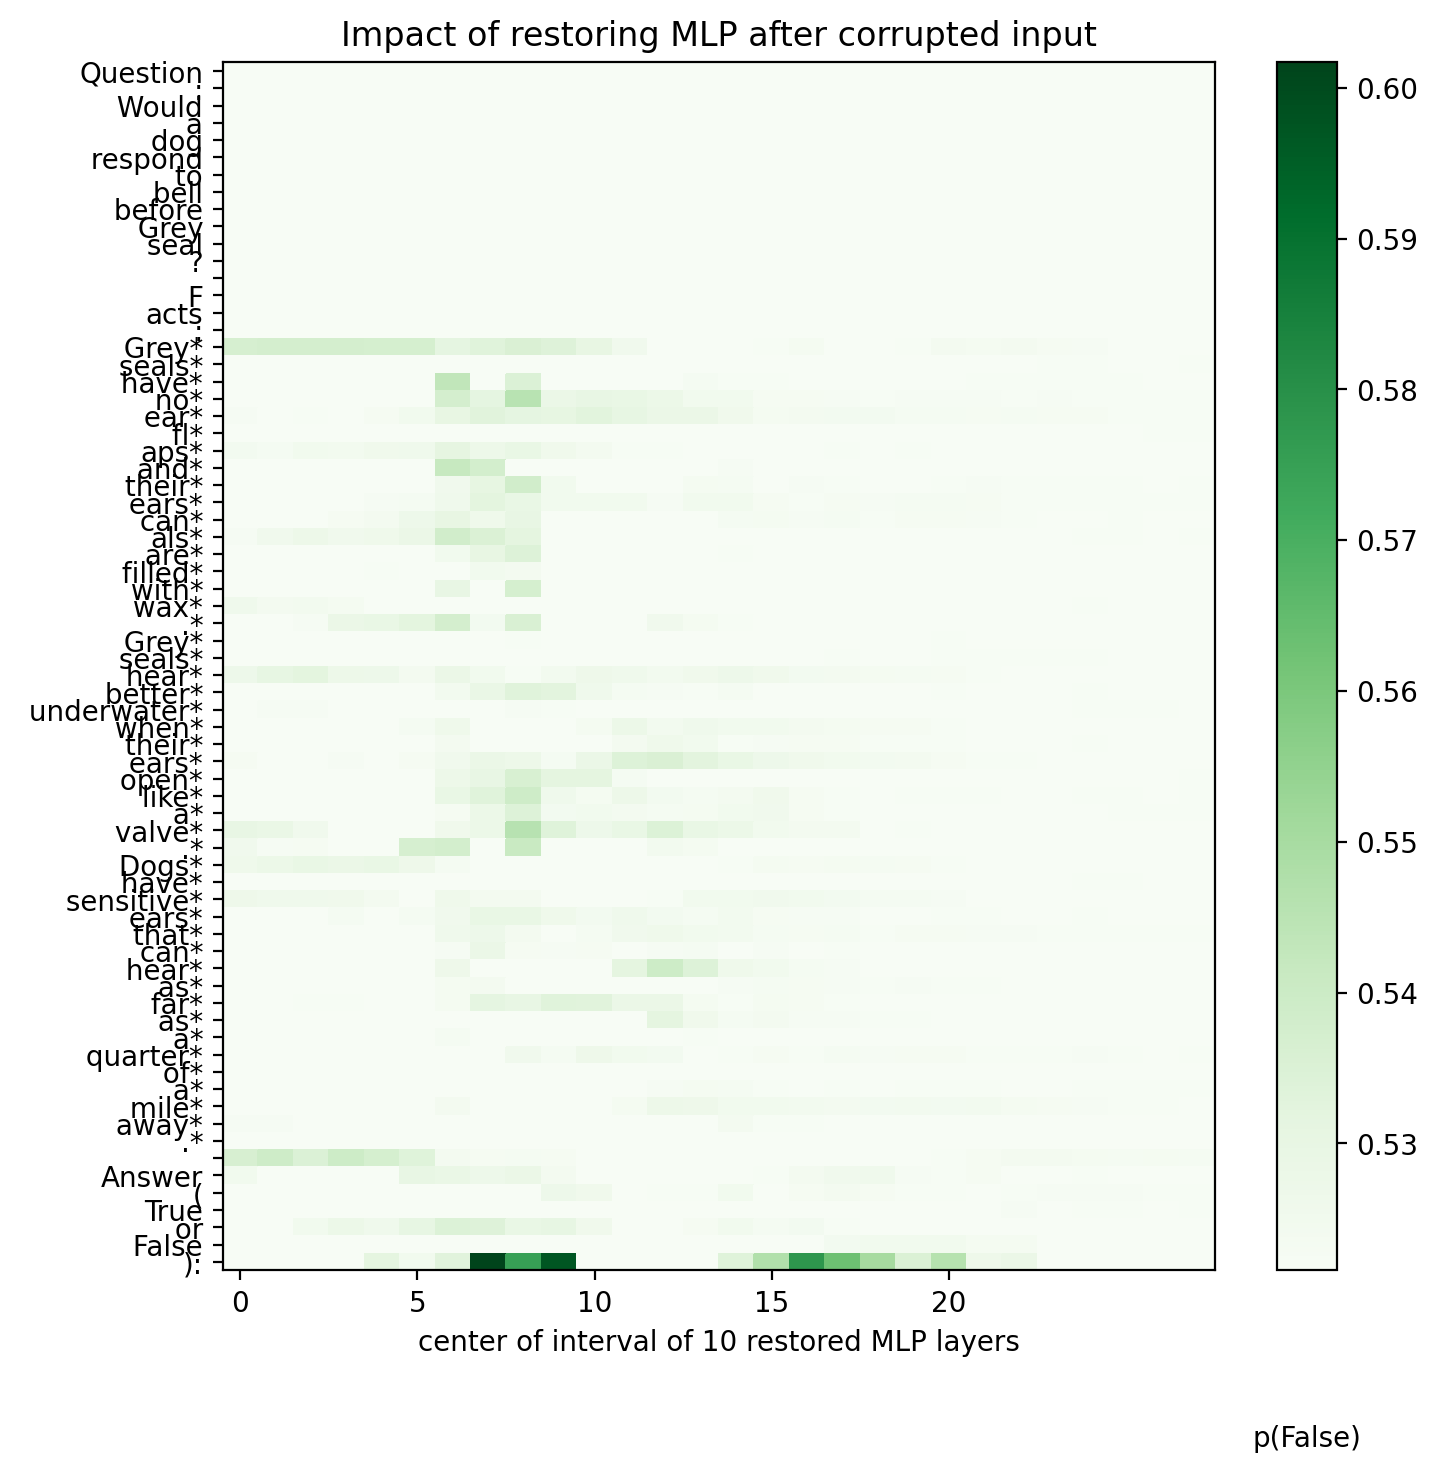 Impact of restoring MLP after corrupted input
Question
:
Would
a
dog
respond
to
bell
before
Grey
seal
?
F
acts
:
Grey*
seals*
have*
no*
ear*
fl*
aps*
and*
their*
ears*
can*
als*
are*
filled*
with*
wax*
.*
Grey*
seals*
hear*
better*
underwater*
when*
their*
ears*
open*
like*
a*
valve*
.*
Dogs*
have*
sensitive*
ears*
that*
can*
hear*
as*
far*
as*
a*
quarter*
of*
a*
mile*
away*
.*
Answer
(
True
or
False
):
0 5 10 15 20
center of interval of 10 restored MLP layers
0.60
0.59
0.58
0.57
0.56
0.55
0.54
0.53
p(False)